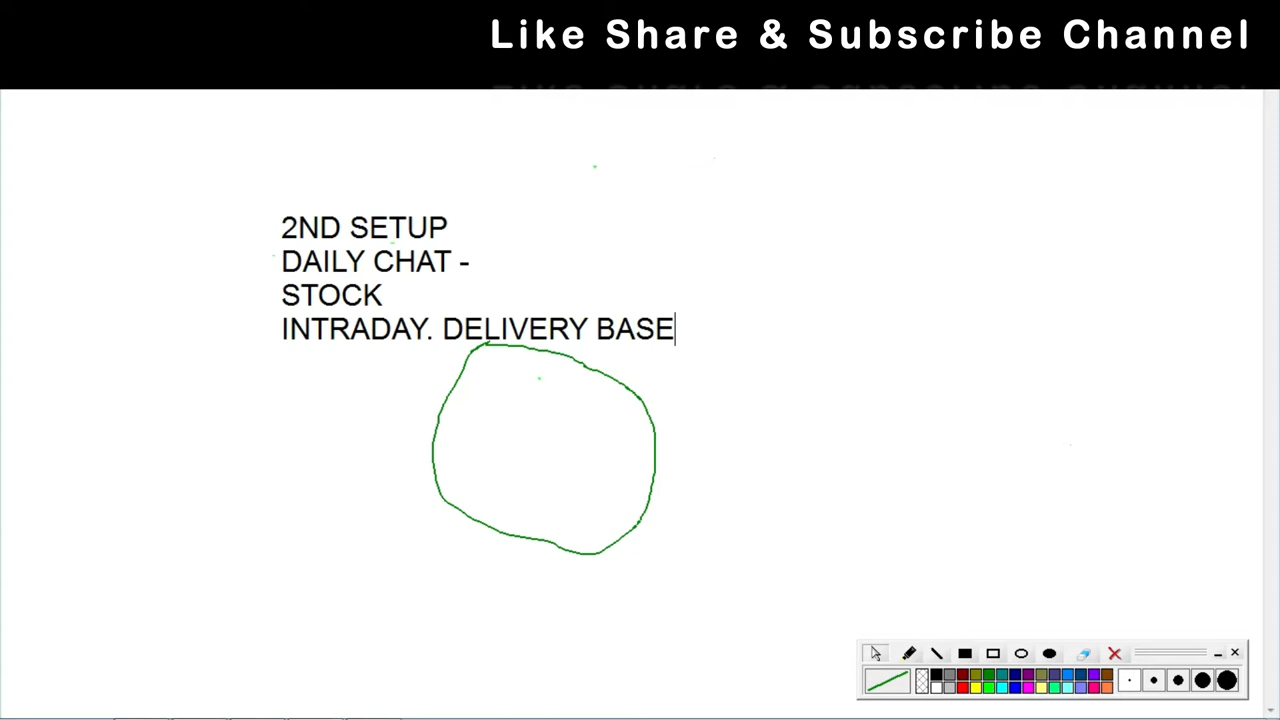 Like Share & Subscribe Channel
2ND SETUP
DAILY CHAT -
STOCK
INTRADAY. DELIVERY BASE